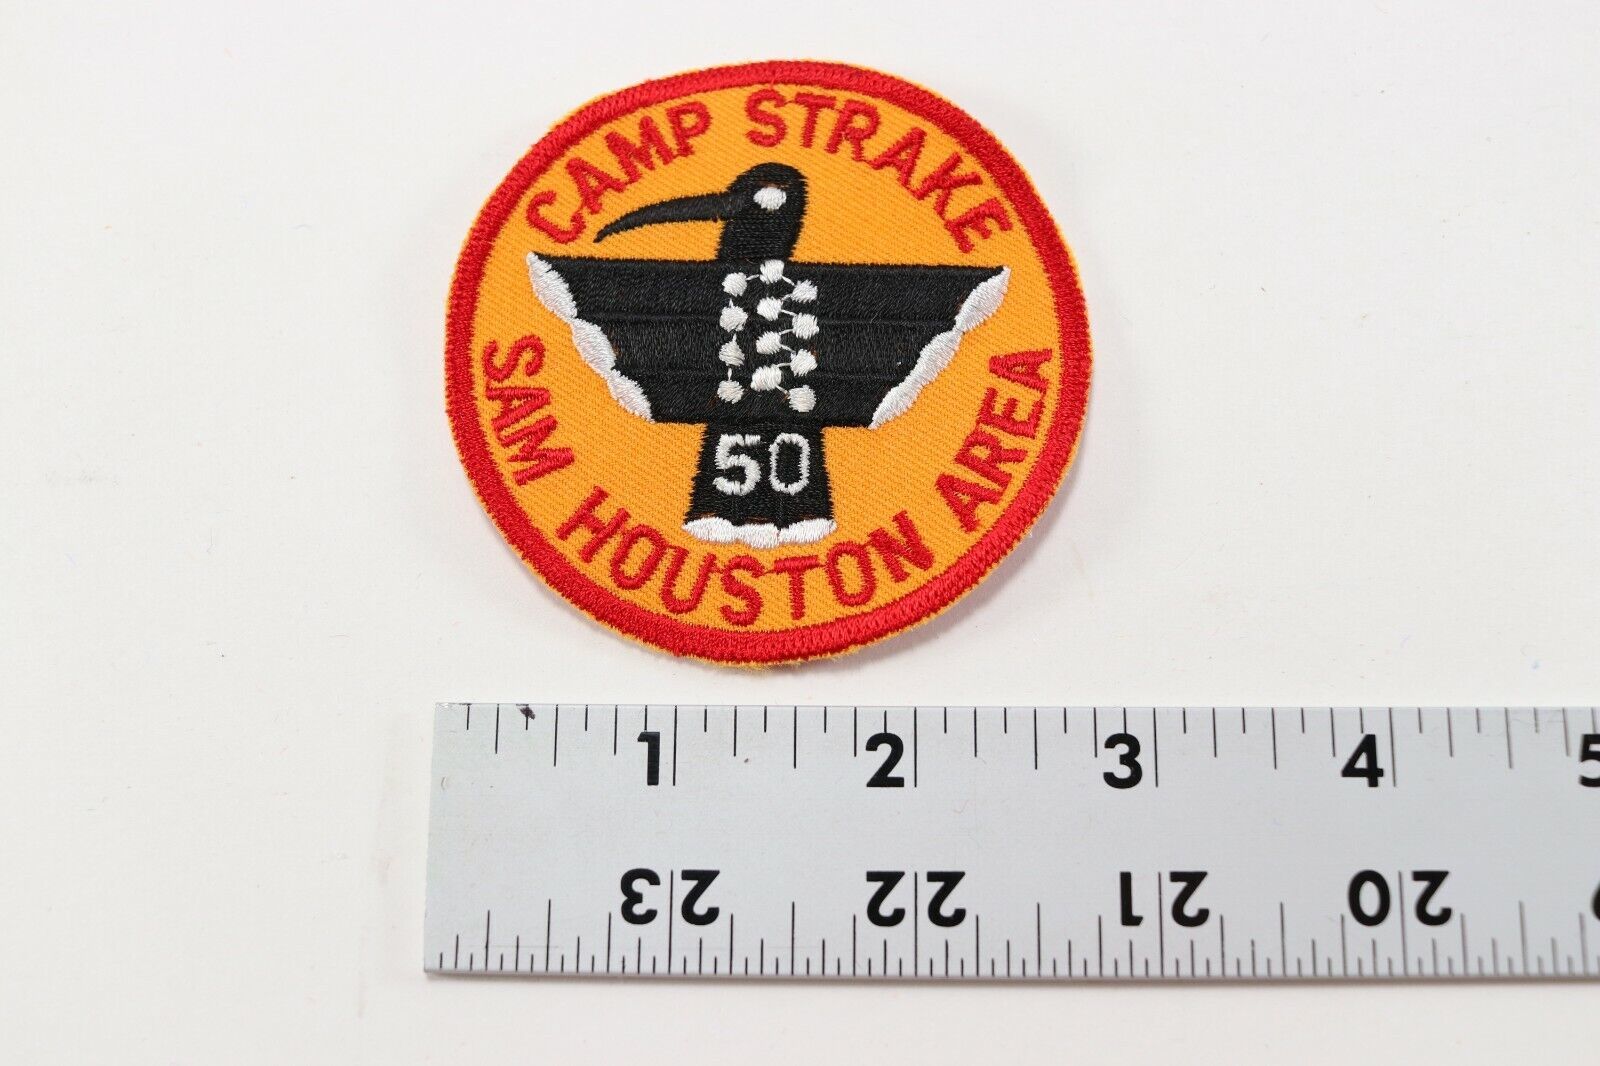 CAMP STRAKE
50
SAM HOUSTON AREA
1 2 3 4 5
23 22 21 20